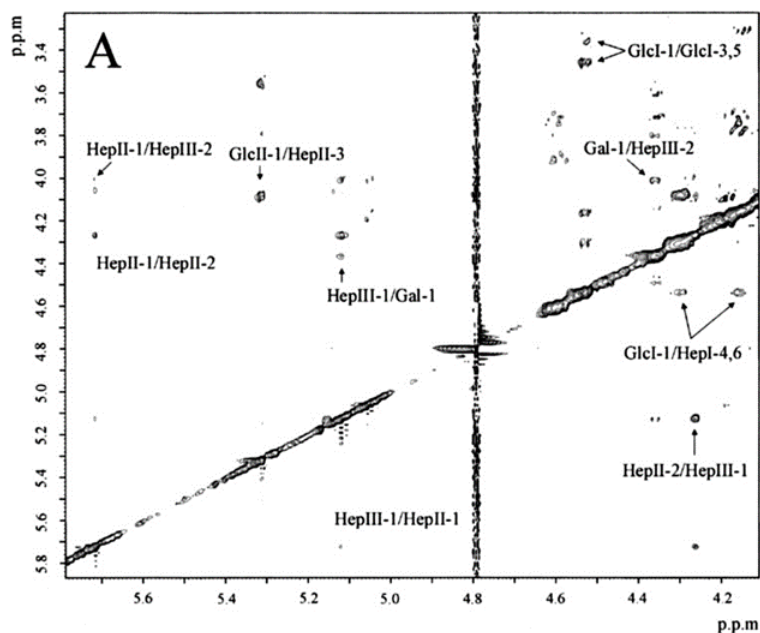 p.p.m
A
3.4
3.6
3.8
4.0
4.2
4.4
4.6
4.8
5.0
5.2
5.4
5.6
5.8
GlcI-1/GlcI-3,5
HepII-1/HepIII-2
GlcII-1/HepII-3
Gal-1/HepIII-2
HepII-1/HepII-2
HepIII-1/Gal-1
GlcI-1/HepI-4,6
HepII-2/HepIII-1
HepIII-1/HepII-1
5.6 5.4 5.2 5.0 4.8 4.6 4.4 4.2
p.p.m